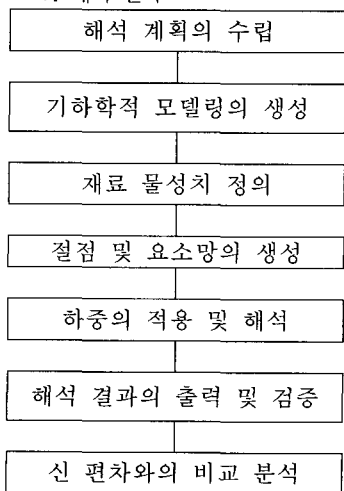 해석 계획의 수립
기하학적 모델링의 생성
재료 물성치 정의
절점 및 요소망의 생성
하중의 적용 및 해석
해석 결과의 출력 및 검증
신 편차와의 비교 분석